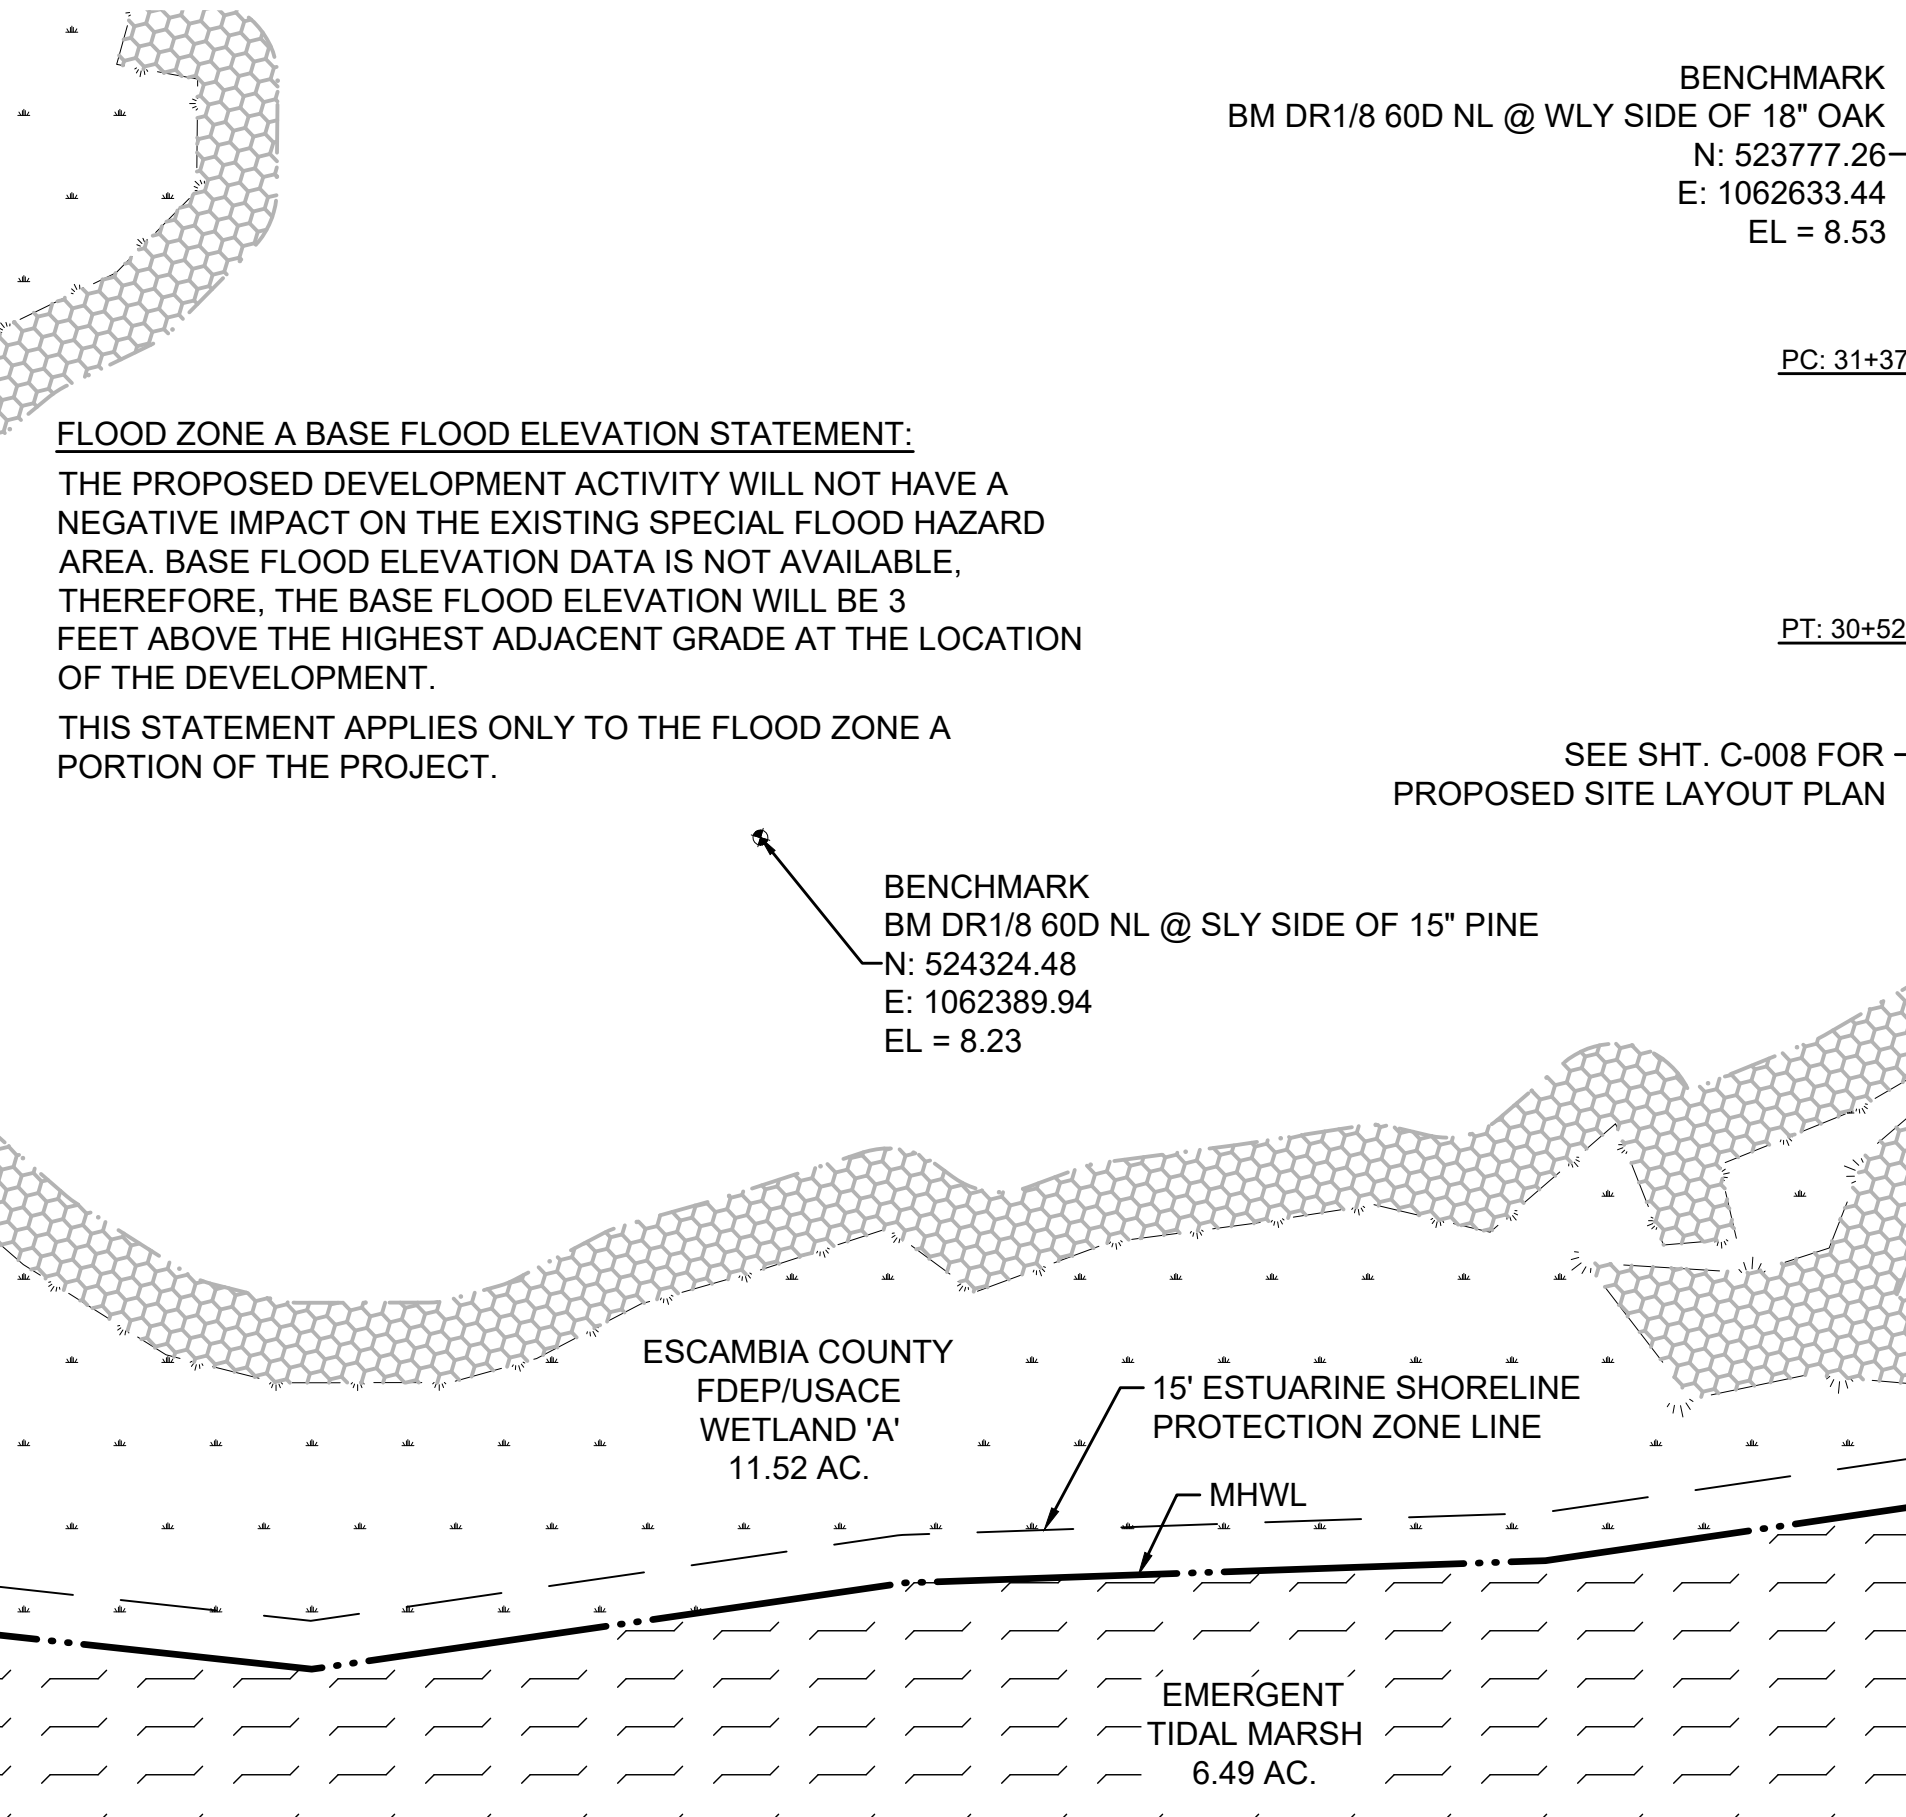 BENCHMARK
BM DR1/8 60D NL @ WLY SIDE OF 18" OAK
N: 523777.26
E: 1062633.44
EL = 8.53
PC: 31+37
FLOOD ZONE A BASE FLOOD ELEVATION STATEMENT:
THE PROPOSED DEVELOPMENT ACTIVITY WILL NOT HAVE A
NEGATIVE IMPACT ON THE EXISTING SPECIAL FLOOD HAZARD
AREA. BASE FLOOD ELEVATION DATA IS NOT AVAILABLE,
THEREFORE, THE BASE FLOOD ELEVATION WILL BE 3
FEET ABOVE THE HIGHEST ADJACENT GRADE AT THE LOCATION
OF THE DEVELOPMENT.
THIS STATEMENT APPLIES ONLY TO THE FLOOD ZONE A
PORTION OF THE PROJECT.
PT: 30+52
SEE SHT. C-008 FOR
PROPOSED SITE LAYOUT PLAN
BENCHMARK
BM DR1/8 60D NL @ SLY SIDE OF 15" PINE
N: 524324.48
E: 1062389.94
EL = 8.23
ESCAMBIA COUNTY
FDEP/USACE
WETLAND 'A'
11.52 AC.
15' ESTUARINE SHORELINE
PROTECTION ZONE LINE
MHWL
EMERGENT
TIDAL MARSH
6.49 AC.